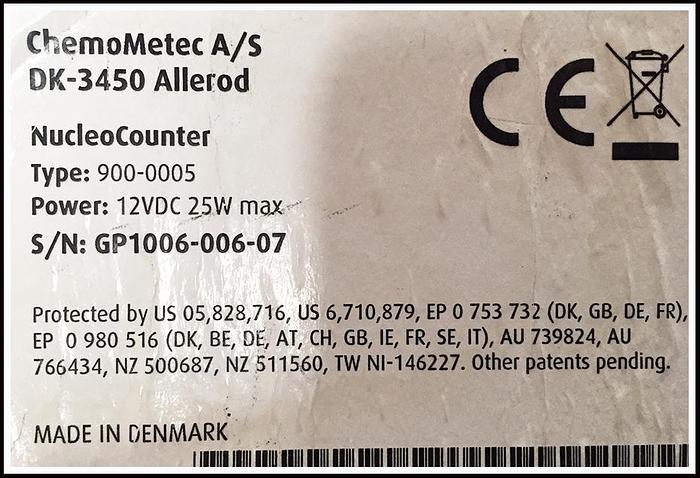 ChemoMetec A/S
DK-3450 Allerod
NucleoCounter
Type: 900-0005
Power: 12VDC 25W max
S/N: GP1006-006-07
CE
Protected by US 05,828,716, US 6,710,879, EP 0 753 732 (DK, GB, DE, FR),
EP 0 980 516 (DK, BE, DE, AT, CH, GB, IE, FR, SE, IT), AU 739824, AU
766434, NZ 500687, NZ 511560, TW NI-146227. Other patents pending.
MADE IN DENMARK